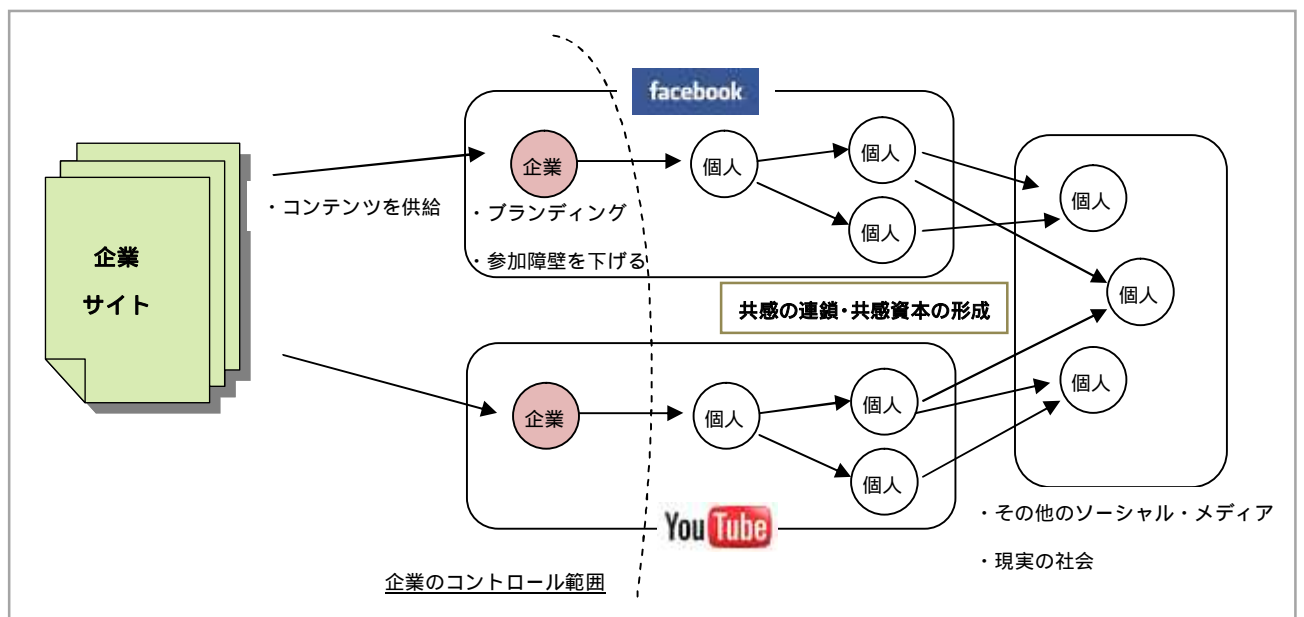 facebook
企業
個人
個人
個人
個人
・コンテンツを供給
・ブランディング
・参加障壁を下げる
企業
サイト
個人
共感の連鎖・共感資本の形成
企業
個人
個人
個人
個人
YouTube
・その他のソーシャル・メディア
・現実の社会
企業のコントロール範囲